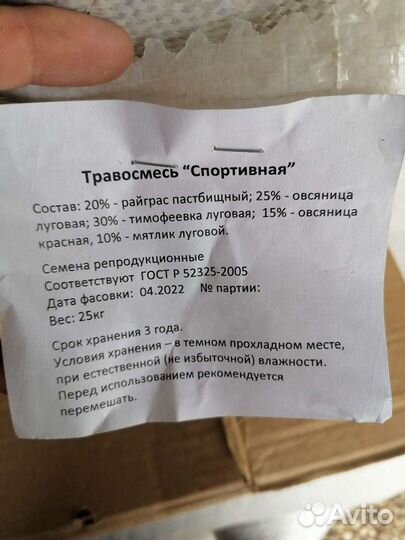 Травосмесь “Спортивная”
Состав: 20% - райграс пастбищный; 25% - овсяница
луговая; 30% - тимофеевка луговая; 15% - овсяница
красная, 10% - мятлик луговой.
Семена репродукционные
Соответствуют ГОСТ Р 52325-2005
Дата фасовки: 04.2022 № партии:
Вес: 25кг
Срок хранения 3 года.
Условия хранения – в темном прохладном месте,
при естественной (не избыточной) влажности.
Перед использованием рекомендуется
перемешать.
Avito